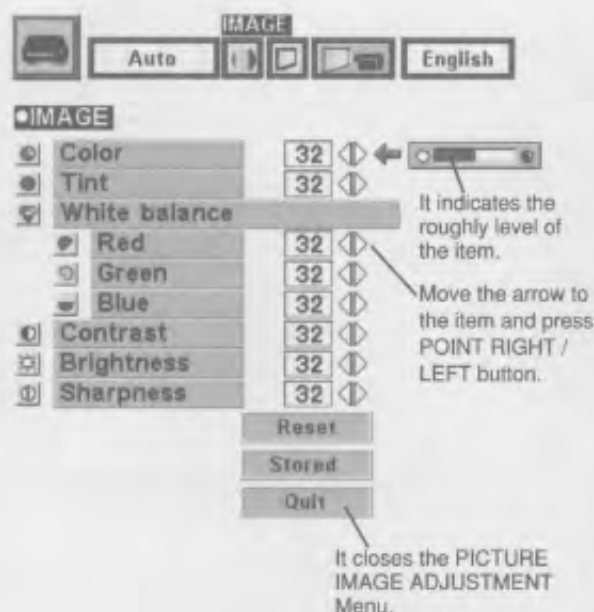 IMAGE
Auto
English
IMAGE
Color 32
Tint 32
White balance
Red 32
Green 32
Blue 32
Contrast 32
Brightness 32
Sharpness 32
Reset
Stored
Quit
It indicates the
roughly level of
the item.
Move the arrow to
the item and press
POINT RIGHT /
LEFT button.
It closes the PICTURE
IMAGE ADJUSTMENT
Menu.